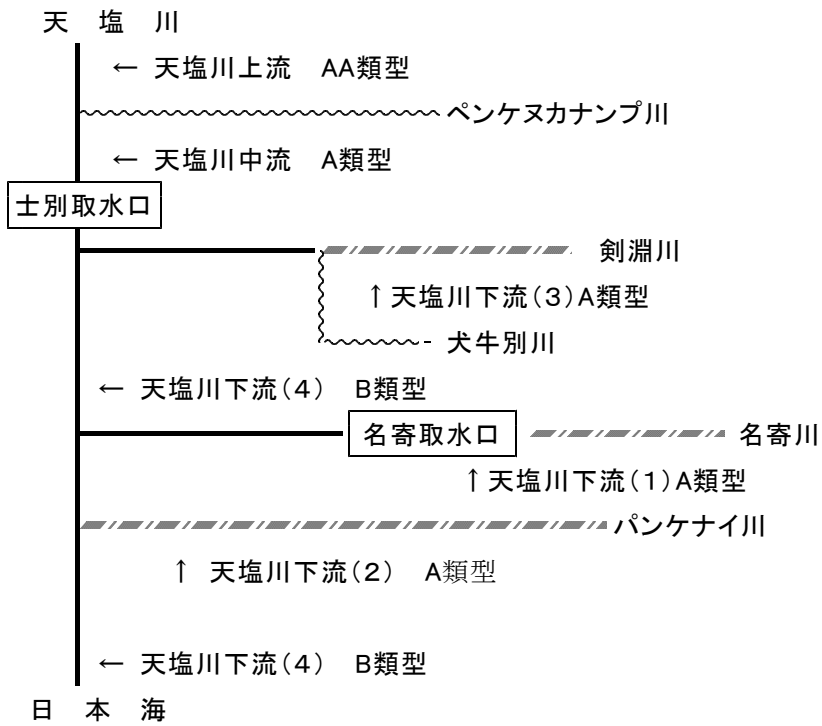 天 塩 川
← 天塩川上流 AA類型
ペンケヌカナンプ川
← 天塩川中流 A類型
士別取水口
剣淵川
↑天塩川下流(3)A類型
犬牛別川
← 天塩川下流(4) B類型
名寄取水口 名寄川
↑天塩川下流(1)A類型
パンケナイ川
↑ 天塩川下流(2) A類型
← 天塩川下流(4) B類型
日 本 海